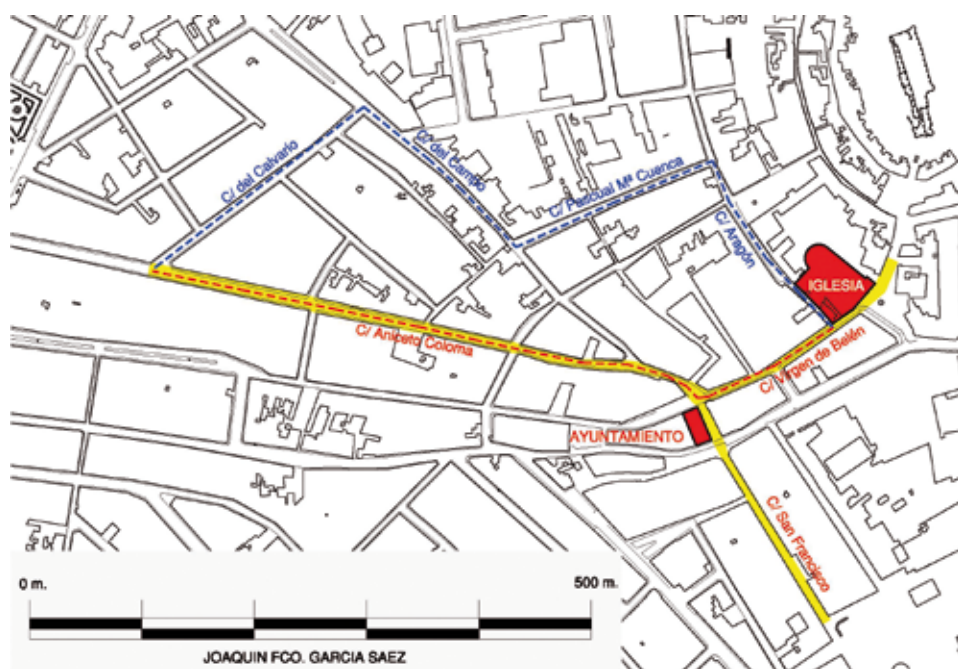 C/ del Calvario
C/ del Campo
C/ Pascual Mª Cuenca
C/ Aragón
IGLESIA
C/ Aniceto Coloma
C/ Virgen de Belén
AYUNTAMIENTO
C/ San Francisco
0 m.
500 m.
JOAQUIN FCO. GARCIA SAEZ